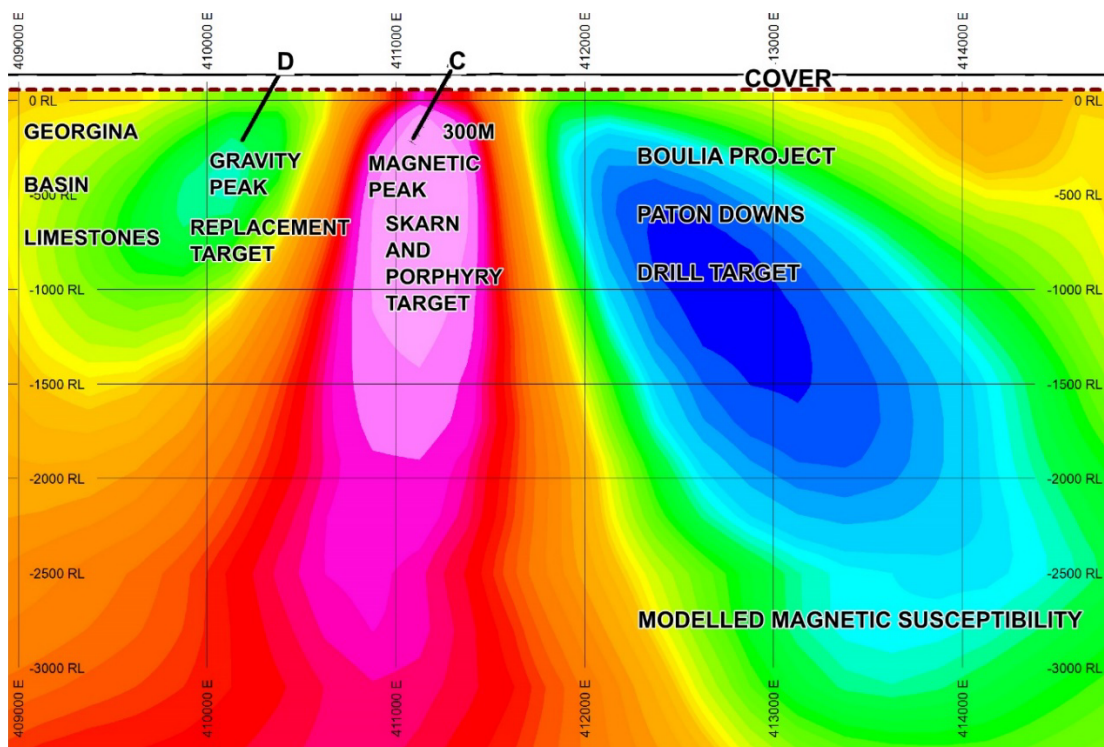 409000 E
410000 E
411000 E
412000 E
413000 E
414000 E
D
C
COVER
0 RL
0 RL
GEORGINA
300M
BASIN
GRAVITY
PEAK
MAGNETIC
PEAK
BOULIA PROJECT
-500 RL
-500 RL
LIMESTONES
REPLACEMENT
TARGET
SKARN
AND
PORPHYRY
TARGET
PATON DOWNS
DRILL TARGET
-1000 RL
-1000 RL
-1500 RL
-1500 RL
-2000 RL
-2000 RL
-2500 RL
-2500 RL
MODELLED MAGNETIC SUSCEPTIBILITY
-3000 RL
-3000 RL
409000 E
410000 E
411000 E
412000 E
413000 E
414000 E